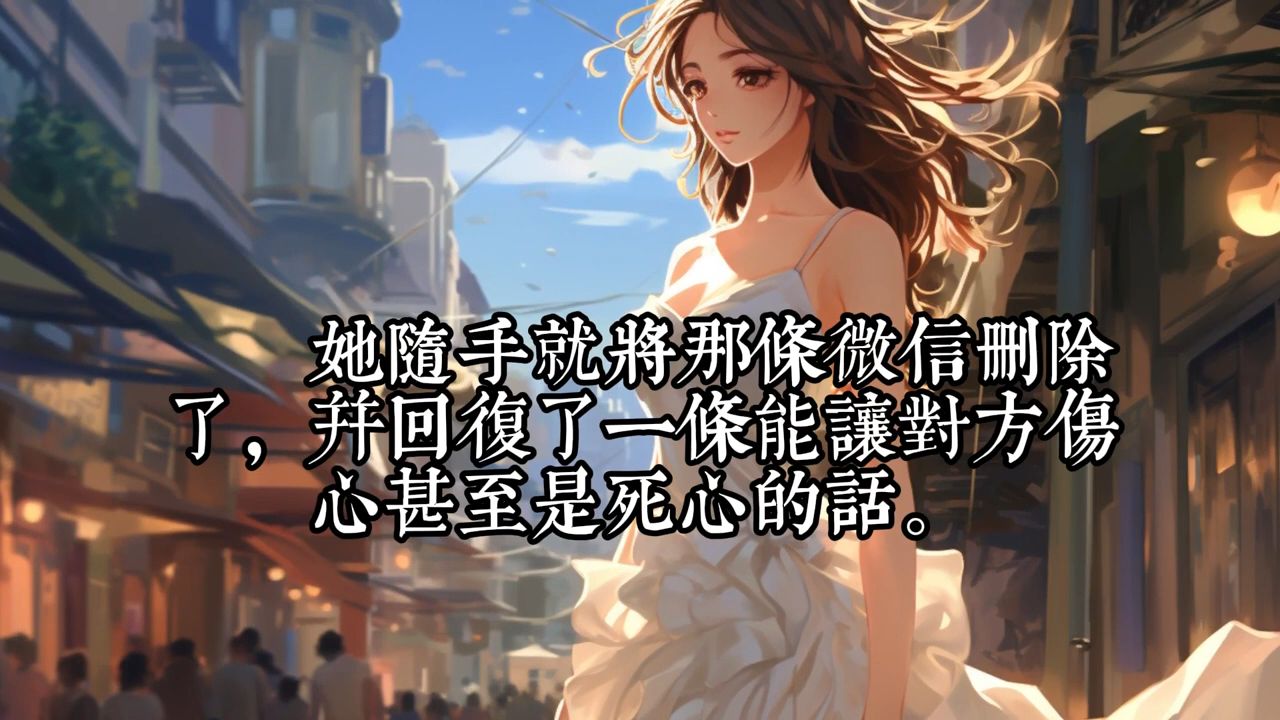 她隨手就將那條微信刪除
了，幷回復了一條能讓對方傷
心甚至是死心的話。